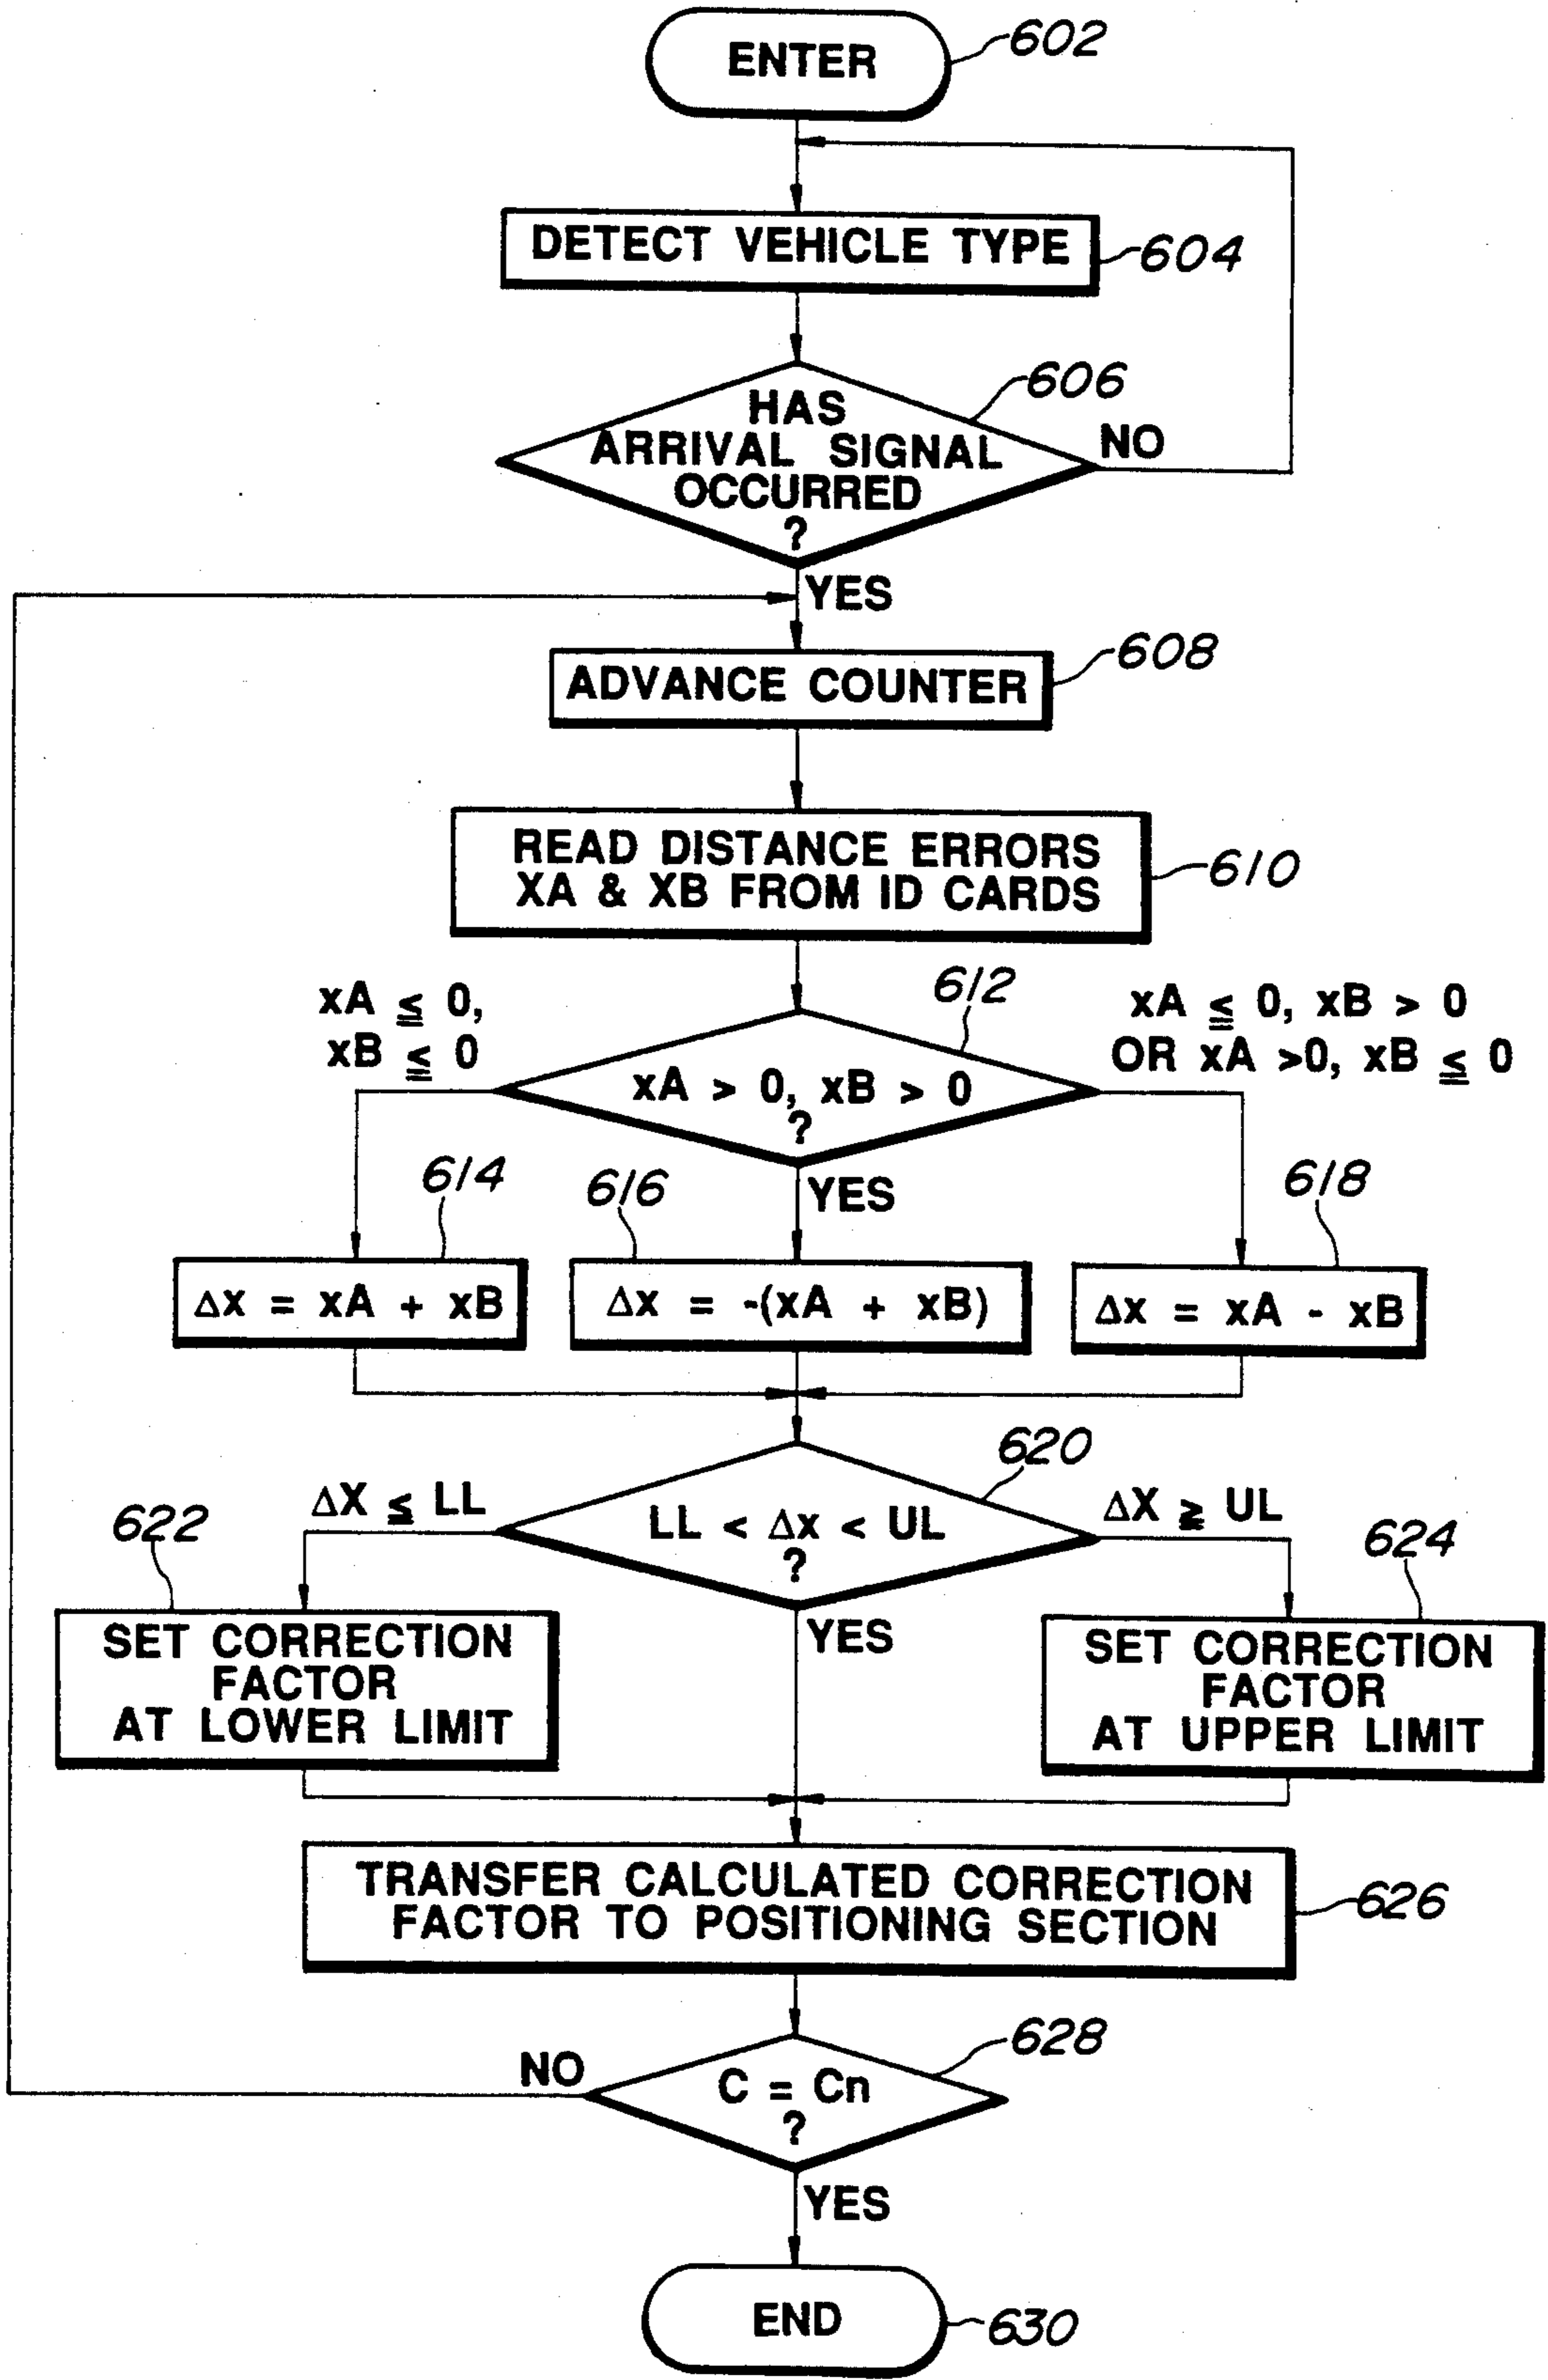 ENTER
602
DETECT VEHICLE TYPE
604
606
HAS
ARRIVAL SIGNAL
OCCURRED
?
NO
YES
ADVANCE COUNTER
608
READ DISTANCE ERRORS
XA & XB FROM ID CARDS
610
612
xA ≦ 0,
xB ≦ 0
xA > 0, xB > 0
?
xA ≦ 0, xB > 0
OR xA >0, xB ≦ 0
YES
614
616
618
Δx = xA + xB
Δx = -(xA + xB)
Δx = xA - xB
620
ΔX ≦ LL
LL < Δx < UL
?
ΔX ≧ UL
YES
622
624
SET CORRECTION
FACTOR
AT LOWER LIMIT
SET CORRECTION
FACTOR
AT UPPER LIMIT
TRANSFER CALCULATED CORRECTION
FACTOR TO POSITIONING SECTION
626
628
NO
C = Cn
?
YES
END
630